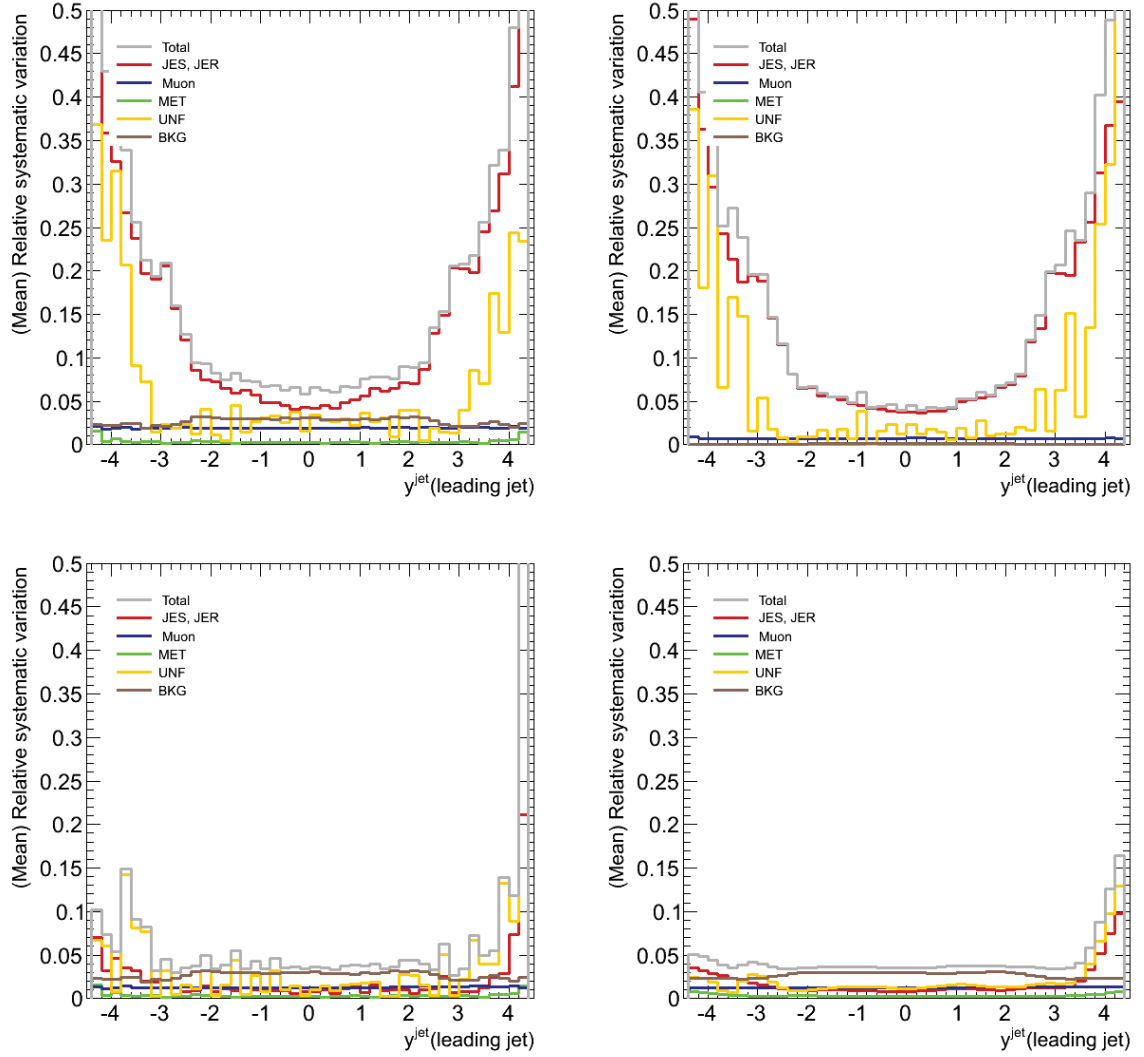 (Mean) Relative systematic variation
0.5
0.45
0.4
0.35
0.3
0.25
0.2
0.15
0.1
0.05
0
Total
JES, JER
Muon
MET
UNF
BKG
-4 -3 -2 -1 0 1 2 3 4
y^jet(leading jet)
(Mean) Relative systematic variation
0.5
0.45
0.4
0.35
0.3
0.25
0.2
0.15
0.1
0.05
0
Total
JES, JER
Muon
MET
UNF
BKG
-4 -3 -2 -1 0 1 2 3 4
y^jet(leading jet)
(Mean) Relative systematic variation
0.5
0.45
0.4
0.35
0.3
0.25
0.2
0.15
0.1
0.05
0
Total
JES, JER
Muon
MET
UNF
BKG
-4 -3 -2 -1 0 1 2 3 4
y^jet(leading jet)
(Mean) Relative systematic variation
0.5
0.45
0.4
0.35
0.3
0.25
0.2
0.15
0.1
0.05
0
Total
JES, JER
Muon
MET
UNF
BKG
-4 -3 -2 -1 0 1 2 3 4
y^jet(leading jet)